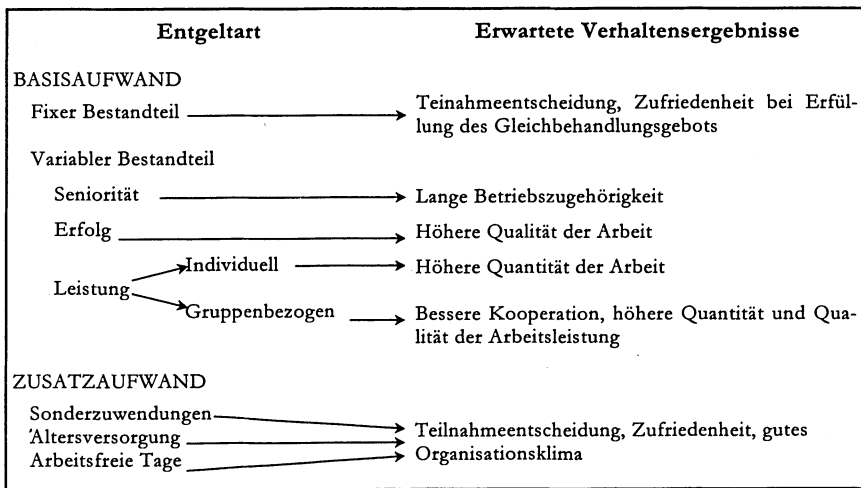 Entgeltart Erwartete Verhaltensergebnisse
BASISAUFWAND
Fixer Bestandteil Teinahmeentscheidung, Zufriedenheit bei Erfül-
lung des Gleichbehandlungsgebots
Variabler Bestandteil
Seniorität Lange Betriebszugehörigkeit
Erfolg Höhere Qualität der Arbeit
Individuell Höhere Quantität der Arbeit
Leistung
Gruppenbezogen Bessere Kooperation, höhere Quantität und Qua-
lität der Arbeitsleistung
ZUSATZAUFWAND
Sonderzuwendungen
Altersversorgung Teilnahmeentscheidung, Zufriedenheit, gutes
Arbeitsfreie Tage Organisationsklima